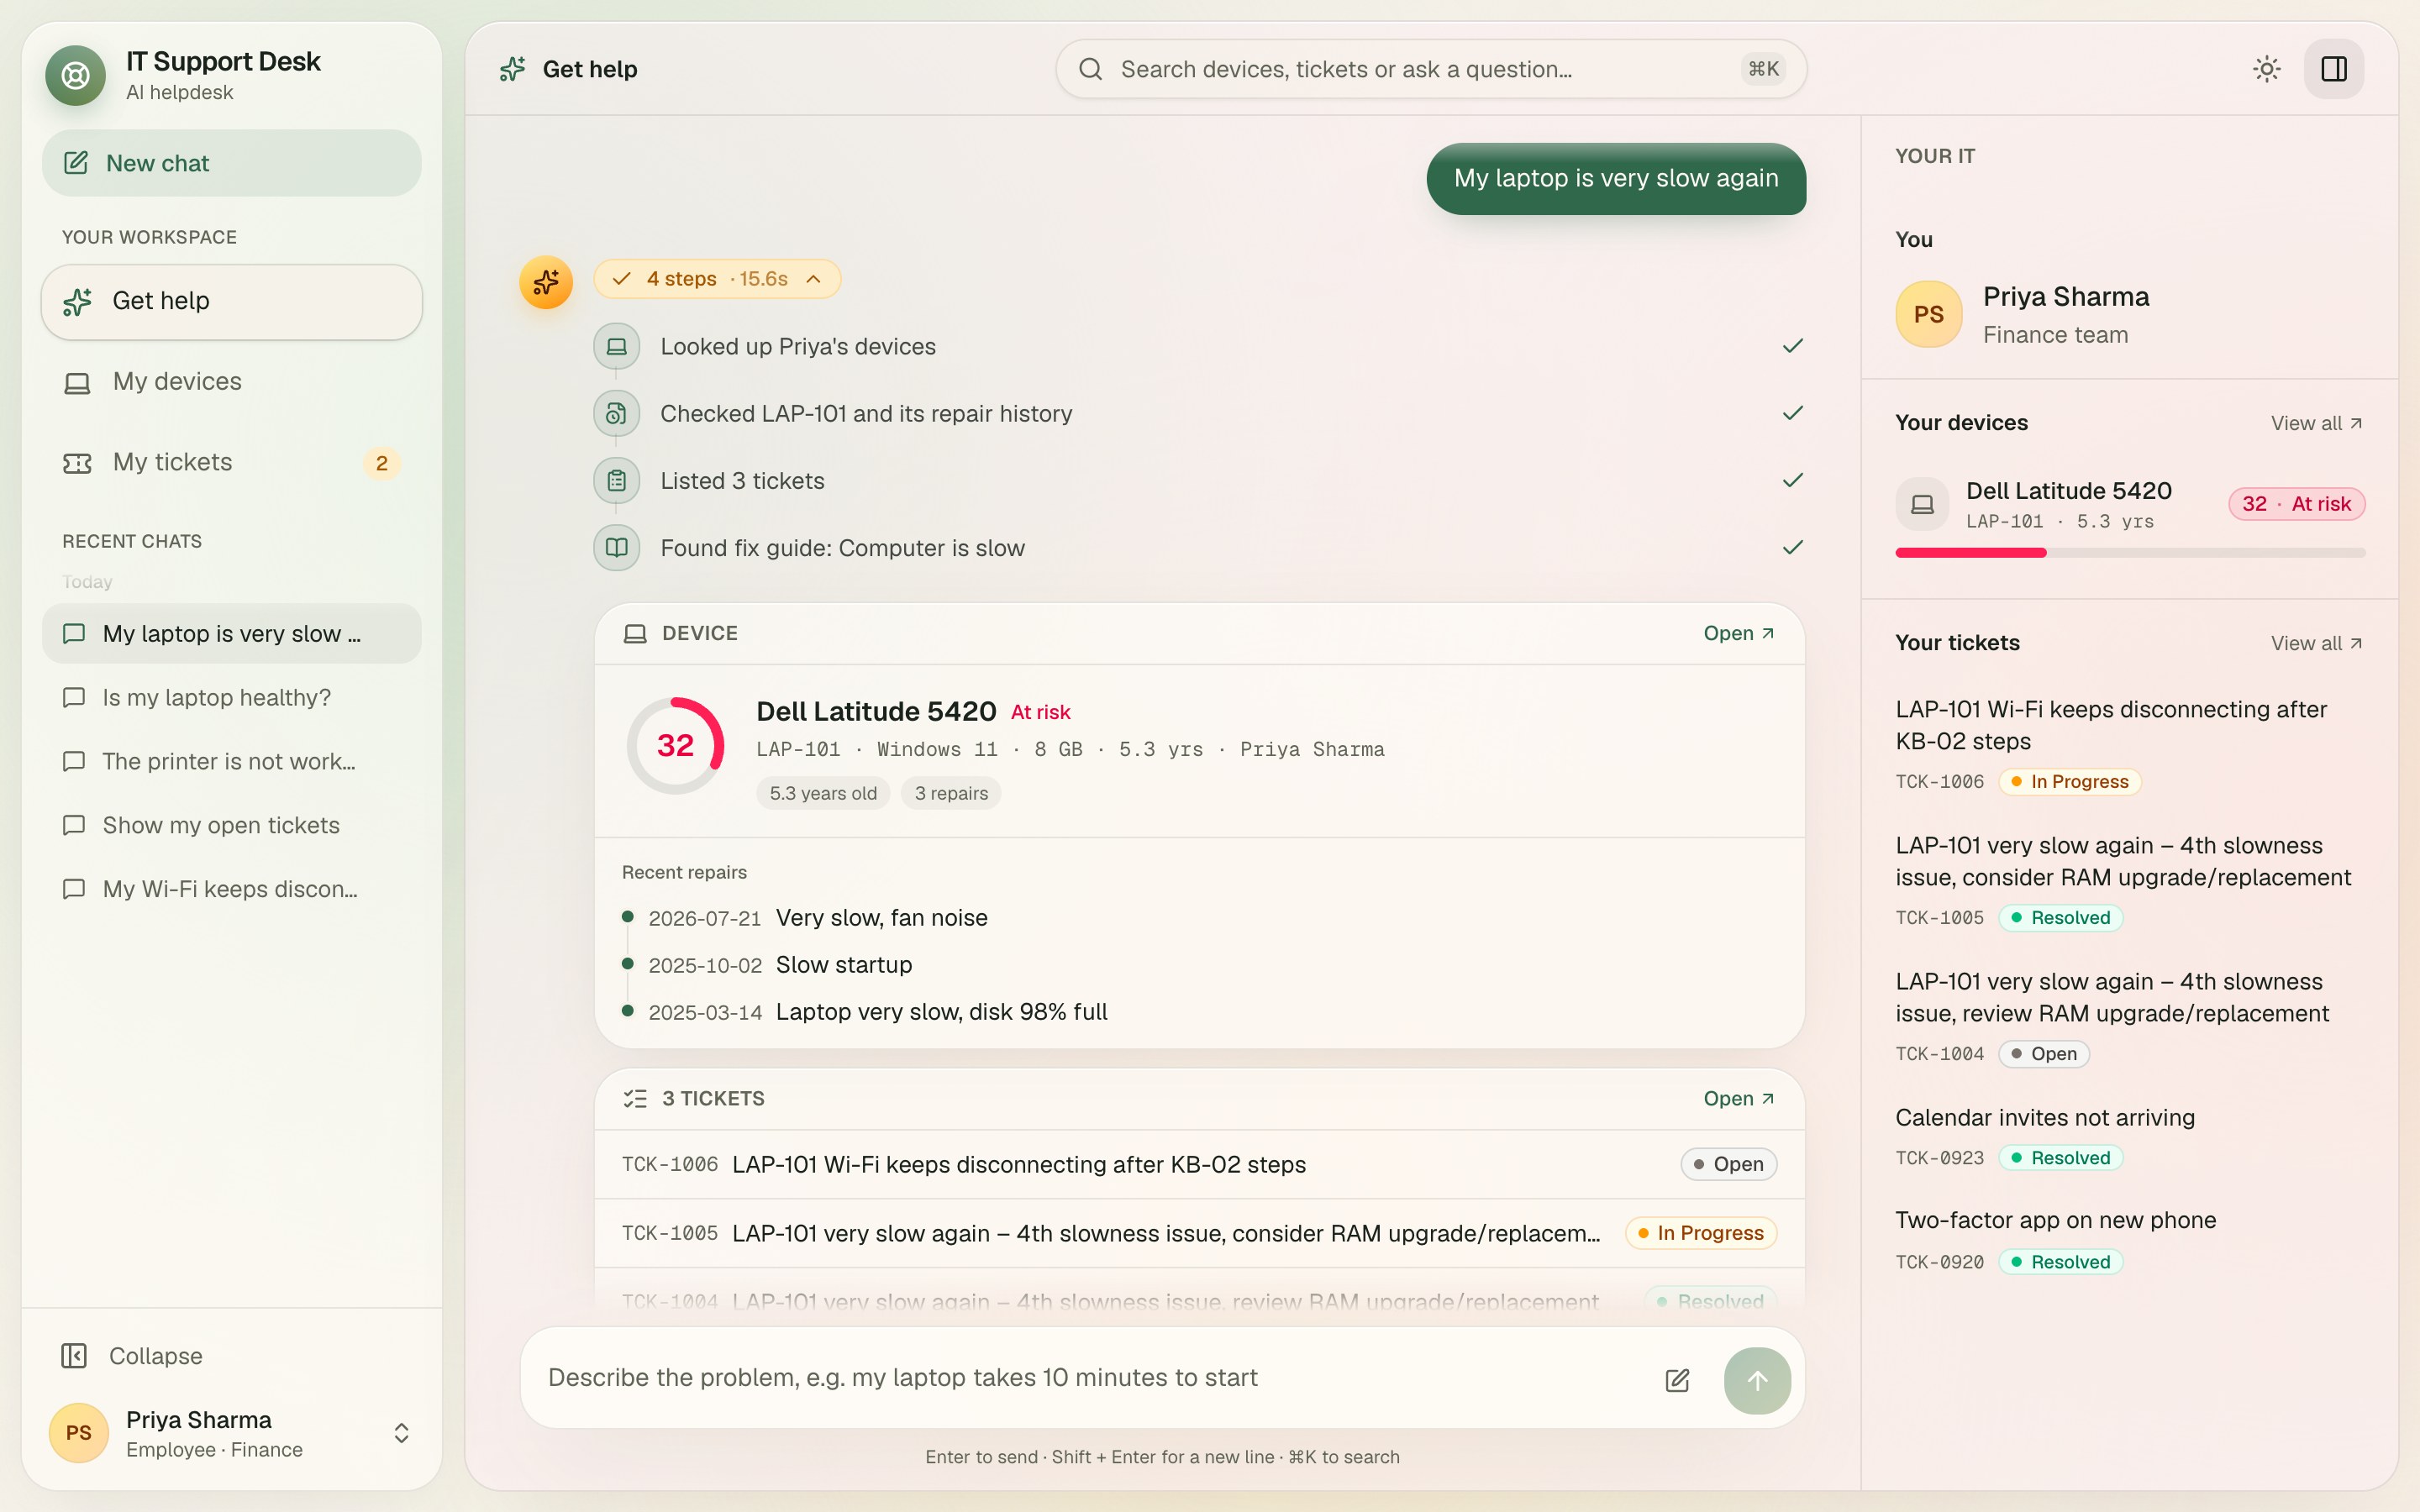 IT Support Desk
AI helpdesk
New chat
YOUR WORKSPACE
Get help
My devices
My tickets
2
RECENT CHATS
Today
My laptop is very slow ...
Is my laptop healthy?
The printer is not work...
Show my open tickets
My Wi-Fi keeps discon...
Collapse
PS
Priya Sharma
Employee · Finance
Get help
Search devices, tickets or ask a question...
⌘K
My laptop is very slow again
4 steps · 15.6s
Looked up Priya's devices
Checked LAP-101 and its repair history
Listed 3 tickets
Found fix guide: Computer is slow
DEVICE
Open
32
Dell Latitude 5420 At risk
LAP-101 · Windows 11 · 8 GB · 5.3 yrs · Priya Sharma
5.3 years old
3 repairs
Recent repairs
2026-07-21 Very slow, fan noise
2025-10-02 Slow startup
2025-03-14 Laptop very slow, disk 98% full
3 TICKETS
Open
TCK-1006 LAP-101 Wi-Fi keeps disconnecting after KB-02 steps Open
TCK-1005 LAP-101 very slow again – 4th slowness issue, consider RAM upgrade/replacem... In Progress
TCK-1004 LAP-101 very slow again – 4th slowness issue, review RAM upgrade/replacement Resolved
Describe the problem, e.g. my laptop takes 10 minutes to start
Enter to send · Shift + Enter for a new line · ⌘K to search
YOUR IT
You
PS
Priya Sharma
Finance team
Your devices
View all
Dell Latitude 5420
LAP-101 · 5.3 yrs
32 · At risk
Your tickets
View all
LAP-101 Wi-Fi keeps disconnecting after
KB-02 steps
TCK-1006 In Progress
LAP-101 very slow again – 4th slowness
issue, consider RAM upgrade/replacement
TCK-1005 Resolved
LAP-101 very slow again – 4th slowness
issue, review RAM upgrade/replacement
TCK-1004 Open
Calendar invites not arriving
TCK-0923 Resolved
Two-factor app on new phone
TCK-0920 Resolved